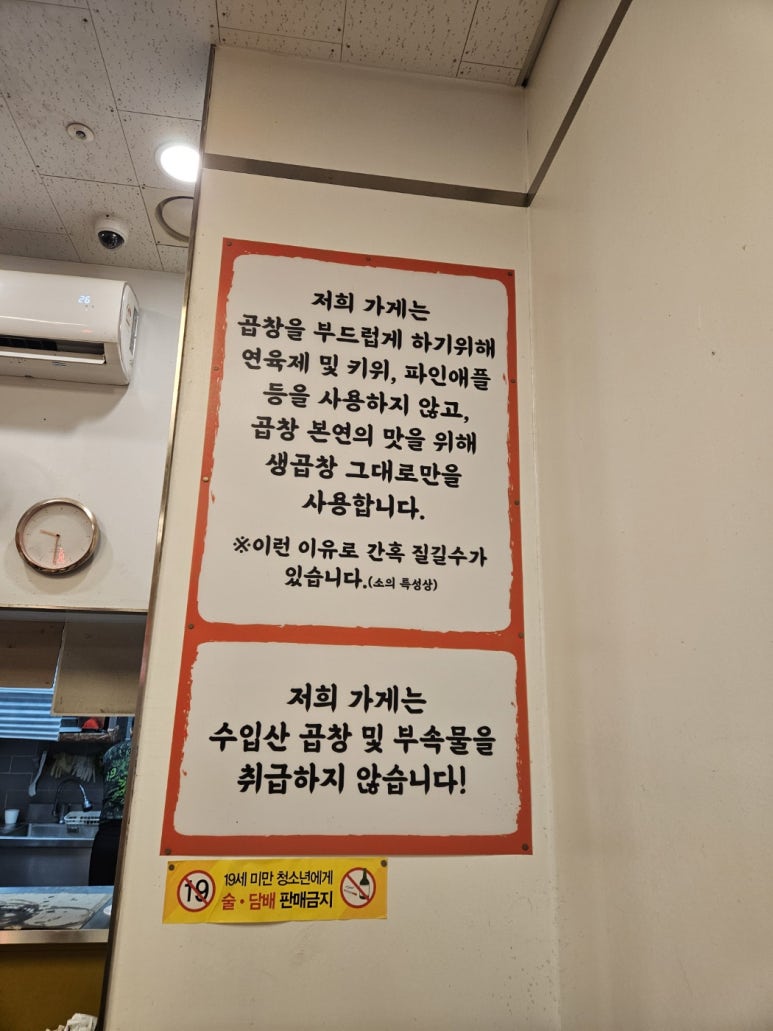 저희 가게는
곱창을 부드럽게 하기위해
연육제 및 키위, 파인애플
등을 사용하지 않고,
곱창 본연의 맛을 위해
생곱창 그대로만을
사용합니다.
※이런 이유로 간혹 질길수가
있습니다.(소의 특성상)
저희 가게는
수입산 곱창 및 부속물을
취급하지 않습니다!
19
19세 미만 청소년에게
술・담배 판매금지
26